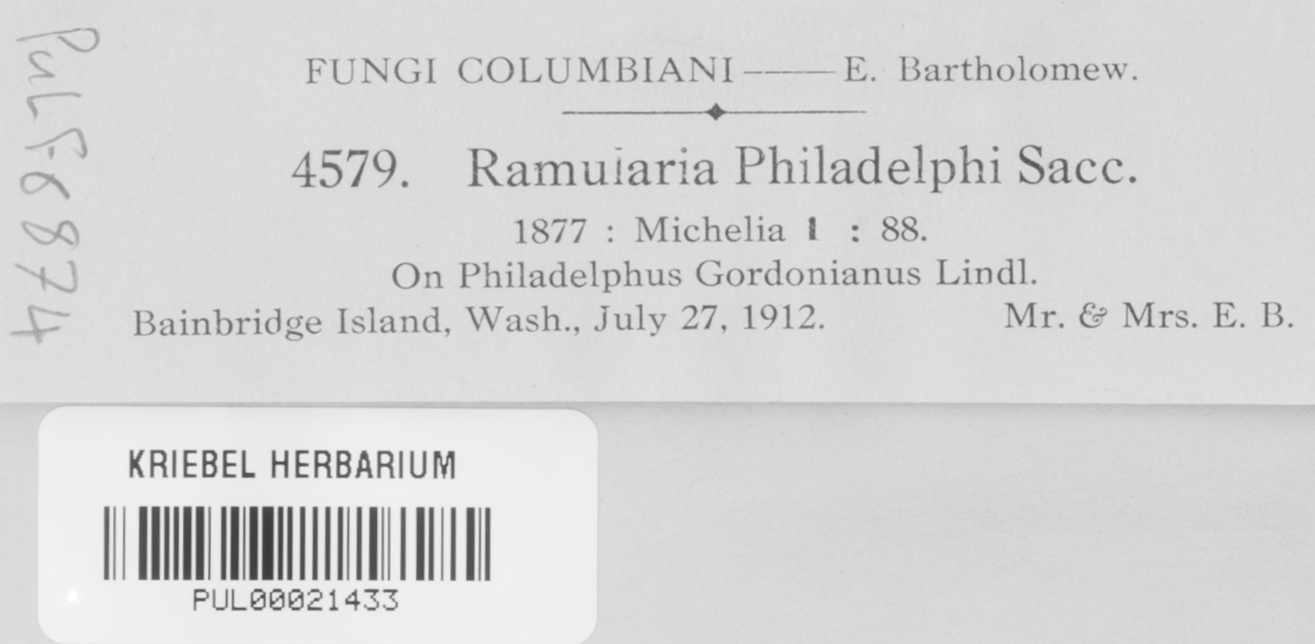 PUL F-6874
FUNGI COLUMBIANI — E. Bartholomew.
4579. Ramularia Philadelphi Sacc.
1877 : Michelia 1 : 88.
On Philadelphus Gordonianus Lindl.
Bainbridge Island, Wash., July 27, 1912. Mr. & Mrs. E. B.
KRIEBEL HERBARIUM
PUL00021433